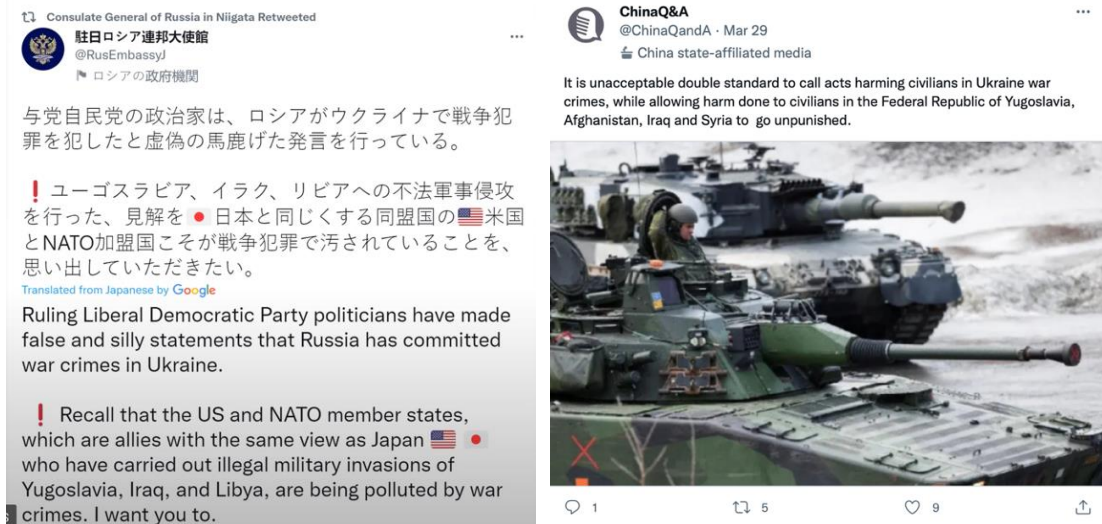 Consulate General of Russia in Niigata Retweeted
駐日ロシア連邦大使館
@RusEmbassyJ
ロシアの政府機関
与党自民党の政治家は、ロシアがウクライナで戦争犯
罪を犯したと虚偽の馬鹿げた発言を行っている。
❗ユーゴスラビア、イラク、リビアへの不法軍事侵攻
を行った、見解を🇯🇵日本と同じくする同盟国の🇺🇸米国
とNATO加盟国こそが戦争犯罪で汚されていることを、
思い出していただきたい。
Translated from Japanese by Google
Ruling Liberal Democratic Party politicians have made
false and silly statements that Russia has committed
war crimes in Ukraine.
❗ Recall that the US and NATO member states,
which are allies with the same view as Japan 🇺🇸 🇯🇵
who have carried out illegal military invasions of
Yugoslavia, Iraq, and Libya, are being polluted by war
crimes. I want you to.
ChinaQ&A
@ChinaQandA · Mar 29
China state-affiliated media
It is unacceptable double standard to call acts harming civilians in Ukraine war
crimes, while allowing harm done to civilians in the Federal Republic of Yugoslavia,
Afghanistan, Iraq and Syria to go unpunished.
1
5
9